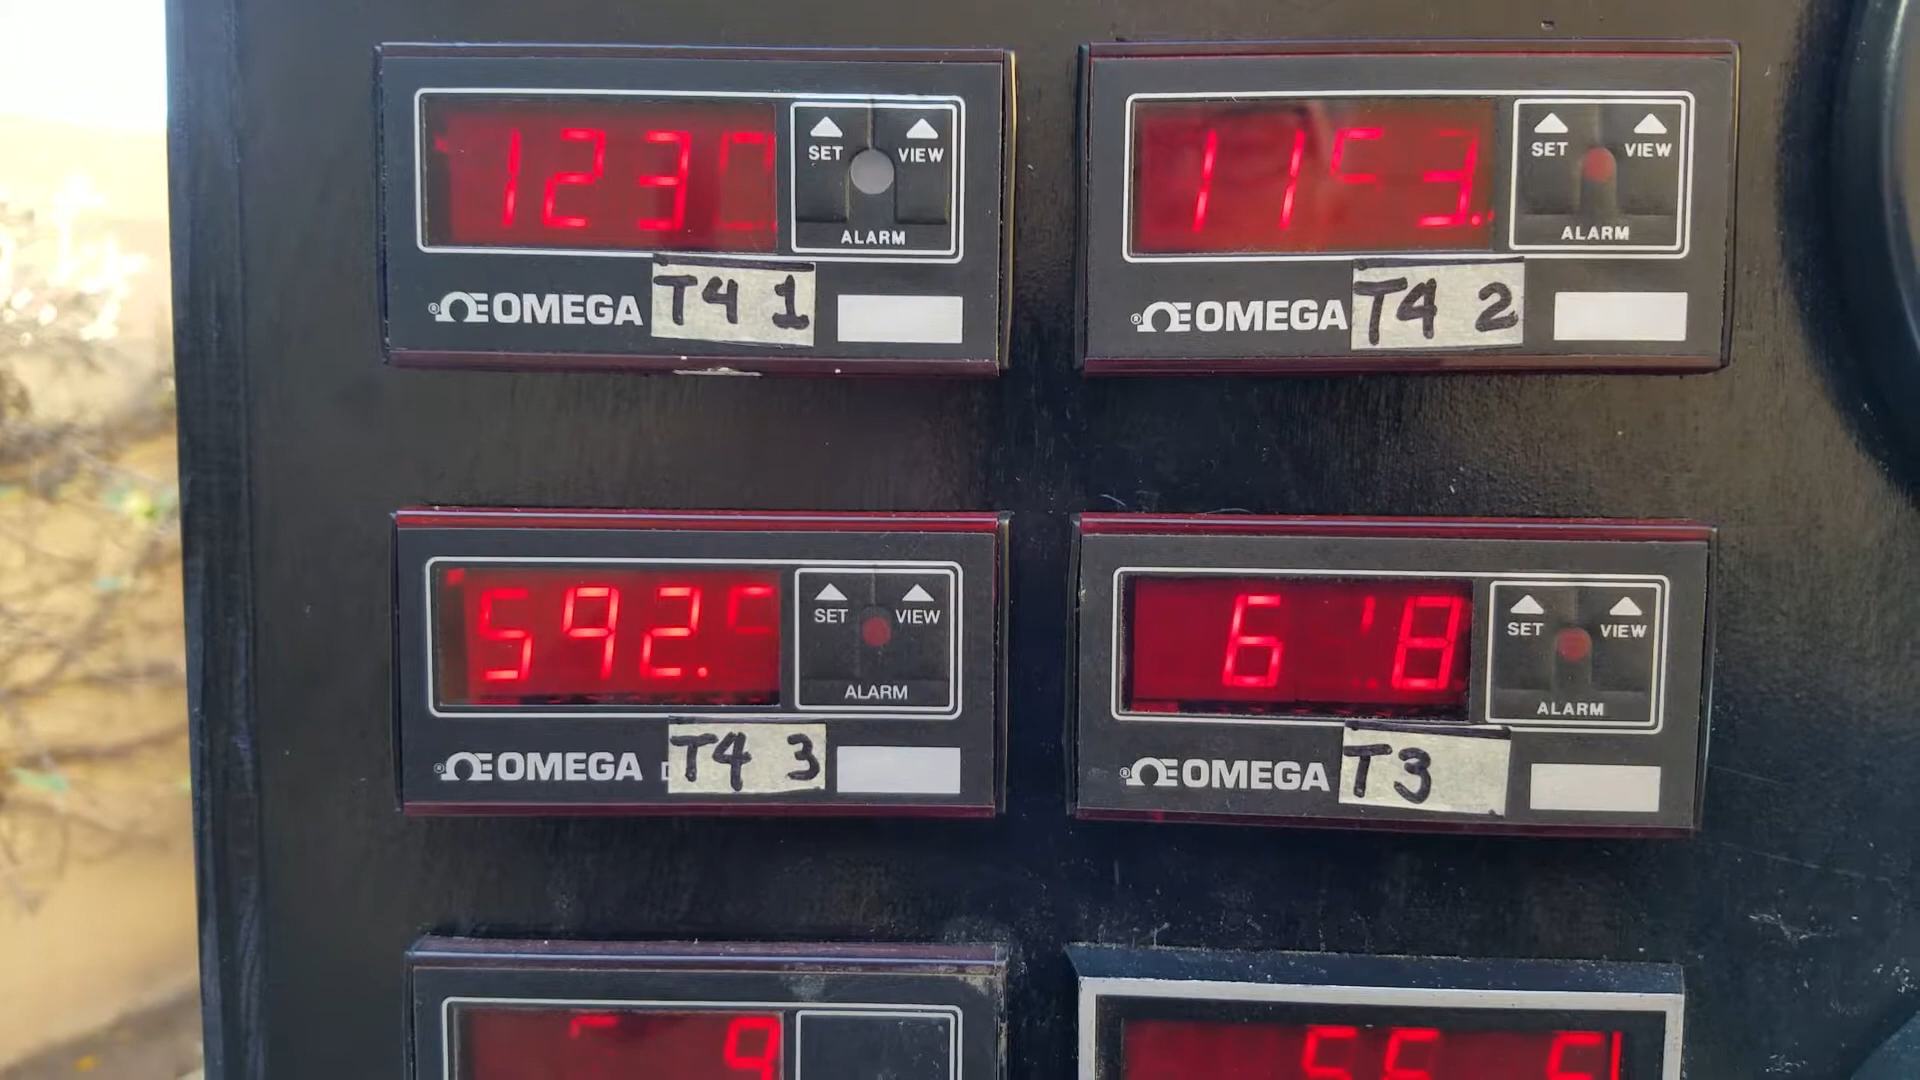 1230
SET VIEW
ALARM
® OMEGA T4 1
SET VIEW
ALARM
® OMEGA T4 2
592.
SET VIEW
ALARM
® OMEGA T4 3
SET VIEW
ALARM
® OMEGA T3
9